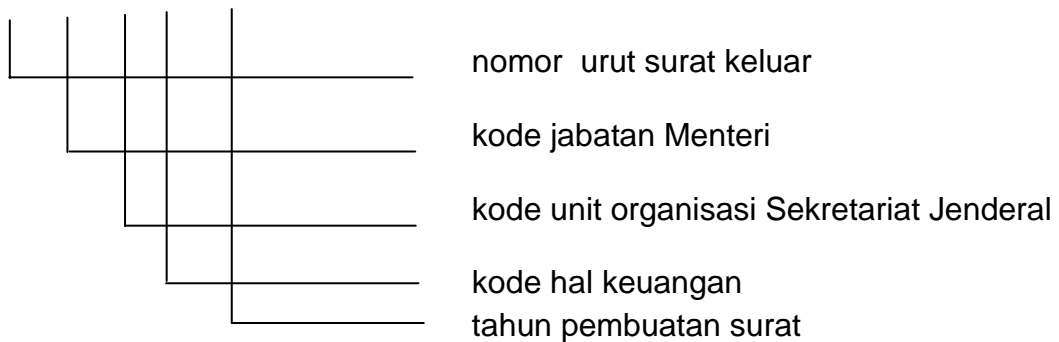 nomor urut surat keluar
kode jabatan Menteri
kode unit organisasi Sekretariat Jenderal
kode hal keuangan
tahun pembuatan surat